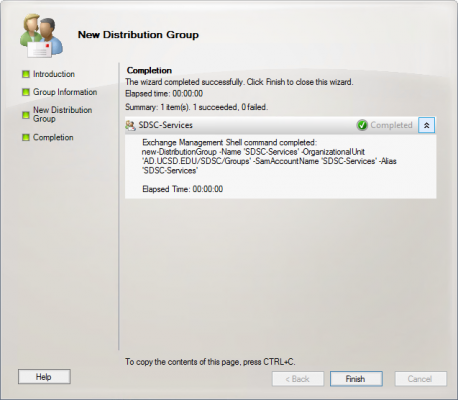 New Distribution Group
Introduction
Group Information
New Distribution
Group
Completion
Completion
The wizard completed successfully. Click Finish to close this wizard.
Elapsed time: 00:00:00
Summary: 1 item(s). 1 succeeded, 0 failed.
SDSC-Services
Completed
Exchange Management Shell command completed:
new-DistributionGroup -Name 'SDSC-Services' -OrganizationalUnit
'AD.UCSD.EDU/SDSC/Groups' -SamAccountName 'SDSC-Services' -Alias
'SDSC-Services'
Elapsed Time: 00:00:00
To copy the contents of this page, press CTRL+C.
Help
< Back
Finish
Cancel